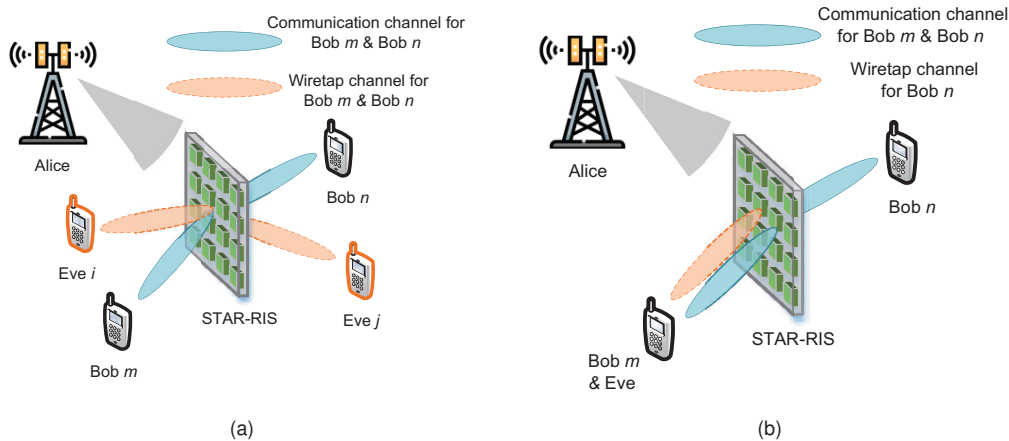 Communication channel for
Bob m & Bob n
Wiretap channel for
Bob m & Bob n
Alice
Bob n
Eve i
Eve j
STAR-RIS
Bob m
(a)
Communication channel
for Bob m & Bob n
Wiretap channel
for Bob n
Alice
Bob n
STAR-RIS
Bob m
& Eve
(b)